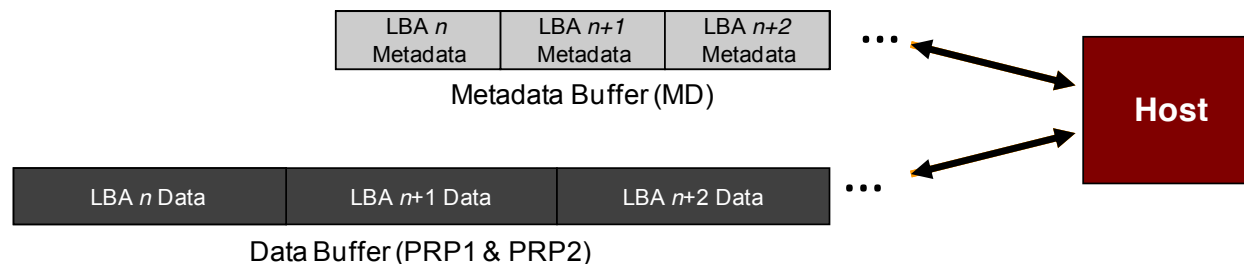 LBA n Metadata
LBA n+1 Metadata
LBA n+2 Metadata
...
Metadata Buffer (MD)
Host
LBA n Data
LBA n+1 Data
LBA n+2 Data
...
Data Buffer (PRP1 & PRP2)